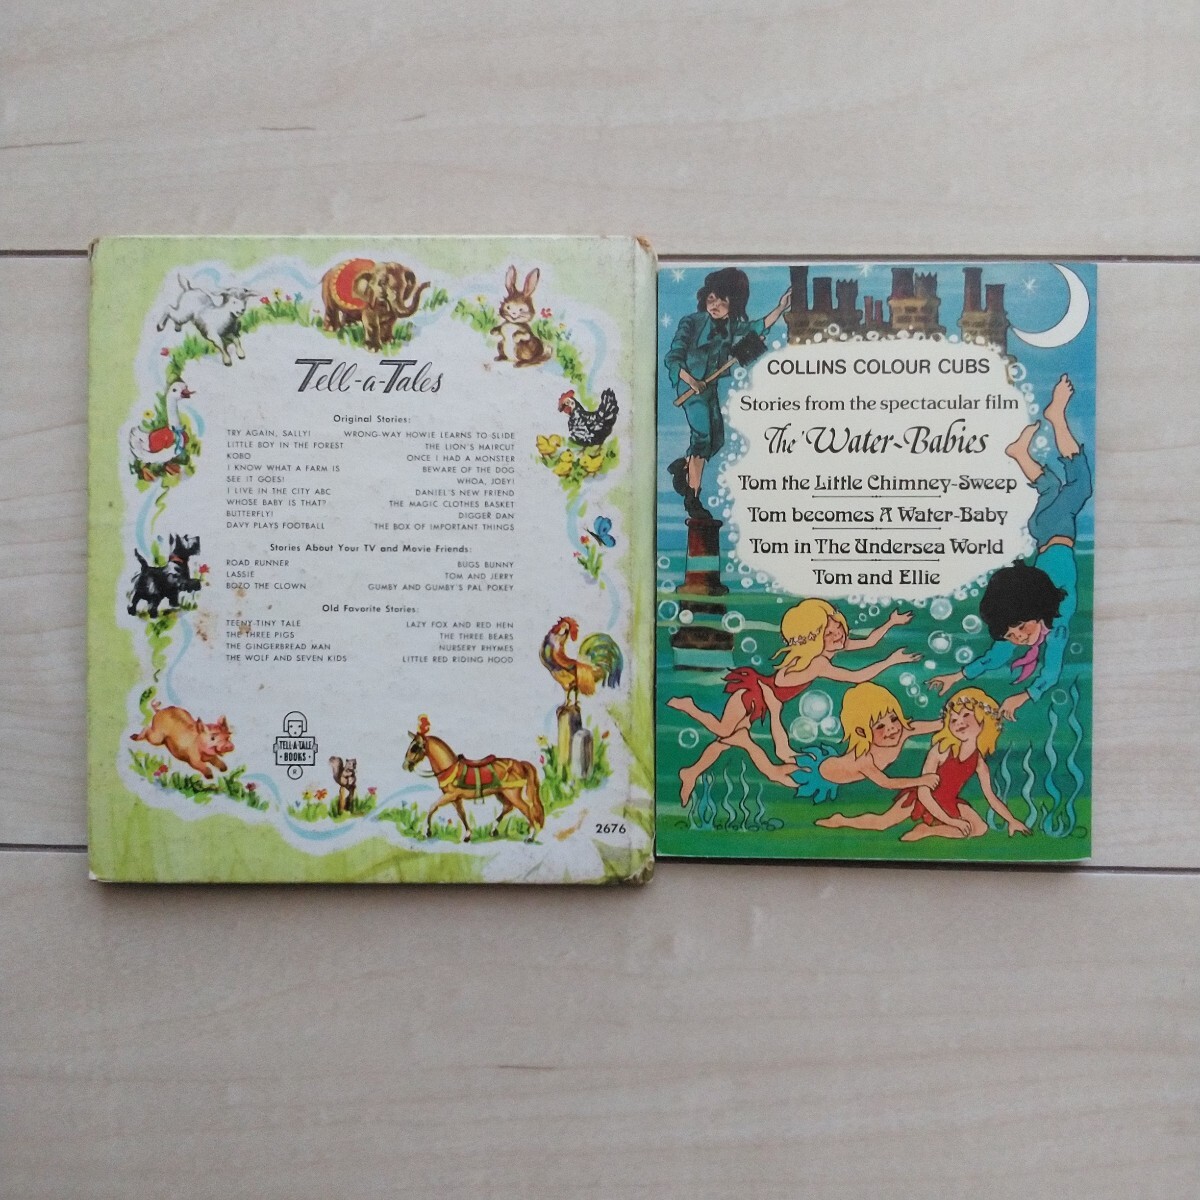 Tell-a-Tales
Original Stories:
TRY AGAIN, SALLY!
LITTLE BOY IN THE FOREST
KOBO
I KNOW WHAT A FARM IS
SEE IT GOES!
I LIVE IN THE CITY ABC
WHOSE BABY IS THAT?
BUTTERFLY!
DAVY PLAYS FOOTBALL
WRONG-WAY HOWIE LEARNS TO SLIDE
THE LION'S HAIRCUT
ONCE I HAD A MONSTER
BEWARE OF THE DOG
WHOA, JOEY!
DANIEL'S NEW FRIEND
THE MAGIC CLOTHES BASKET
DIGGER DAN
THE BOX OF IMPORTANT THINGS
Stories About Your TV and Movie Friends:
ROAD RUNNER
LASSIE
BOZO THE CLOWN
BUGS BUNNY
TOM AND JERRY
GUMBY AND GUMBY'S PAL POKEY
Old Favorite Stories:
TEENY-TINY TALE
THE THREE PIGS
THE GINGERBREAD MAN
THE WOLF AND SEVEN KIDS
LAZY FOX AND RED HEN
THE THREE BEARS
NURSERY RHYMES
LITTLE RED RIDING HOOD
TELL-A-TALE
BOOKS
®
2676
COLLINS COLOUR CUBS
Stories from the spectacular film
The Water-Babies
Tom the Little Chimney-Sweep
Tom becomes A Water-Baby
Tom in The Undersea World
Tom and Ellie